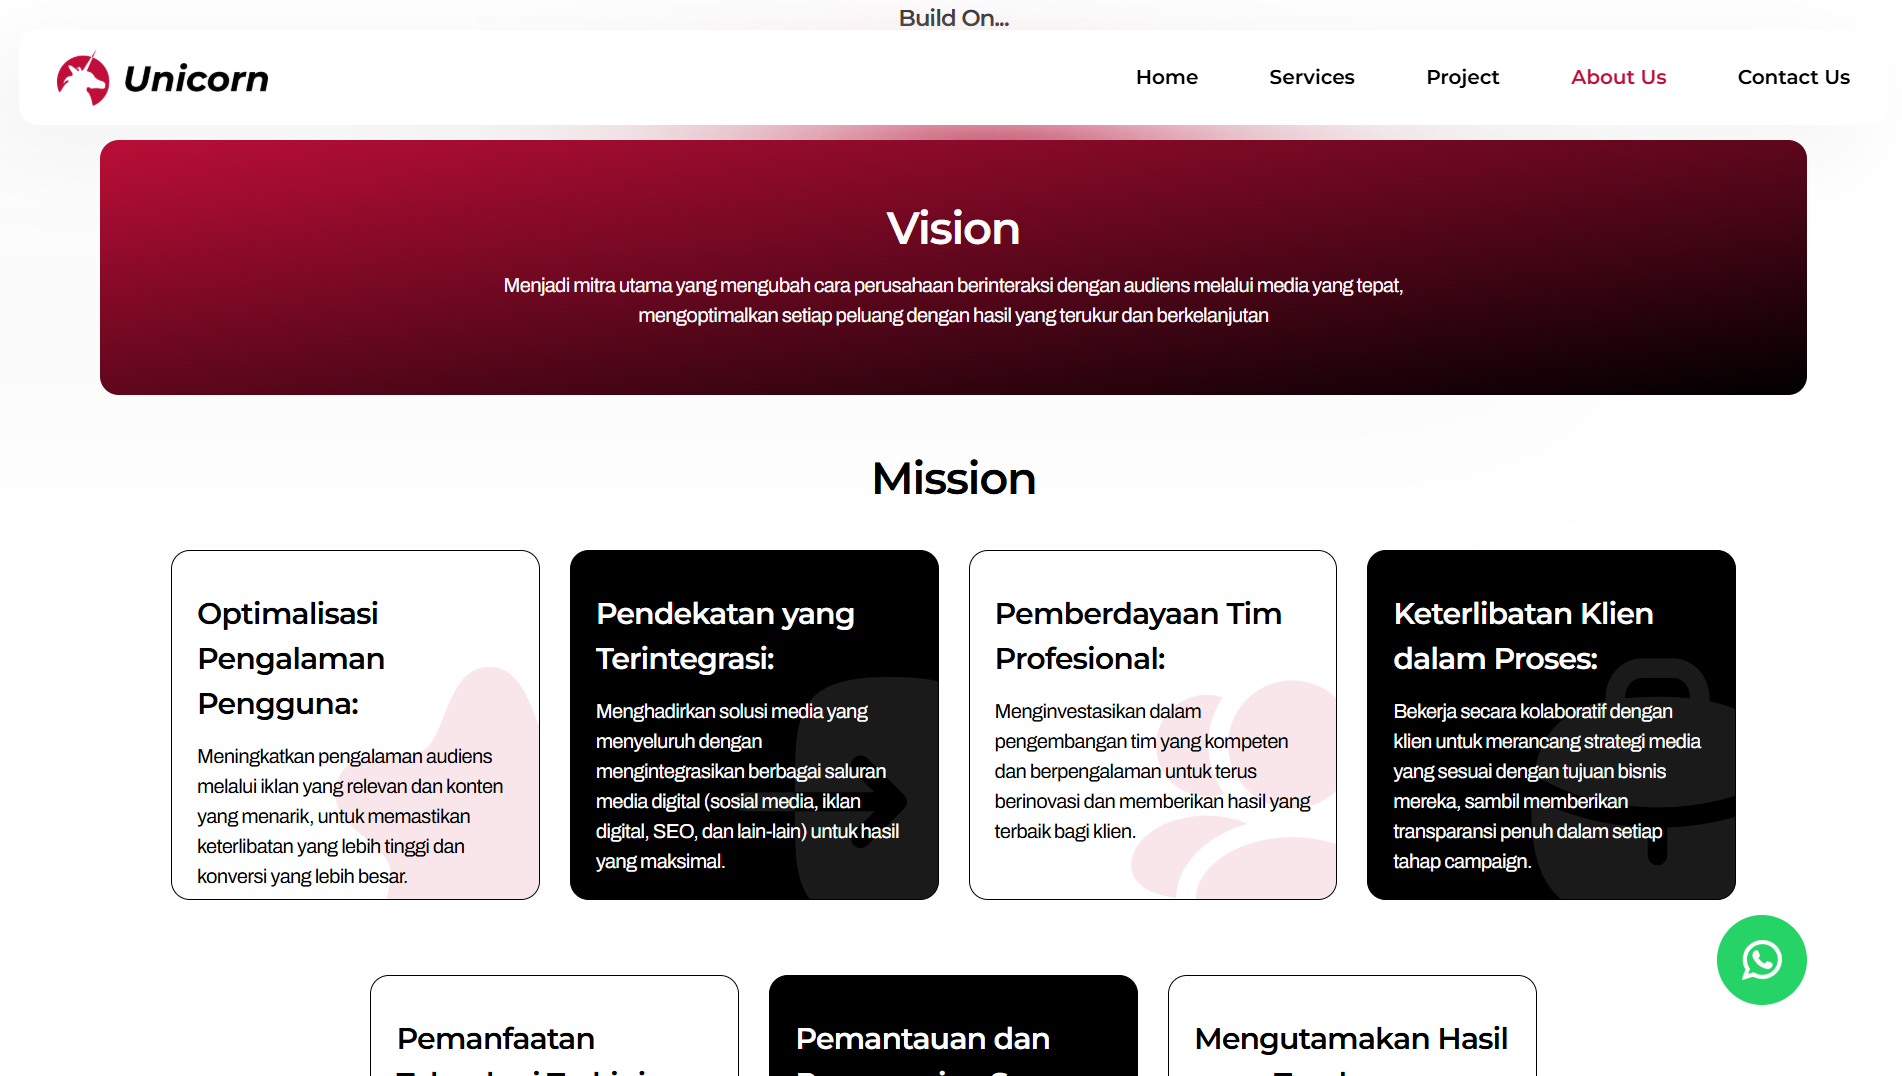 Build On...
Unicorn
Home
Services
Project
About Us
Contact Us
Vision
Menjadi mitra utama yang mengubah cara perusahaan berinteraksi dengan audiens melalui media yang tepat,
mengoptimalkan setiap peluang dengan hasil yang terukur dan berkelanjutan
Mission
Optimalisasi
Pengalaman
Pengguna:
Meningkatkan pengalaman audiens
melalui iklan yang relevan dan konten
yang menarik, untuk memastikan
keterlibatan yang lebih tinggi dan
konversi yang lebih besar.
Pendekatan yang
Terintegrasi:
Menghadirkan solusi media yang
menyeluruh dengan
mengintegrasikan berbagai saluran
media digital (sosial media, iklan
digital, SEO, dan lain-lain) untuk hasil
yang maksimal.
Pemberdayaan Tim
Profesional:
Menginvestasikan dalam
pengembangan tim yang kompeten
dan berpengalaman untuk terus
berinovasi dan memberikan hasil yang
terbaik bagi klien.
Keterlibatan Klien
dalam Proses:
Bekerja secara kolaboratif dengan
klien untuk merancang strategi media
yang sesuai dengan tujuan bisnis
mereka, sambil memberikan
transparansi penuh dalam setiap
tahap campaign.
Pemanfaatan
Pemantauan dan
Mengutamakan Hasil